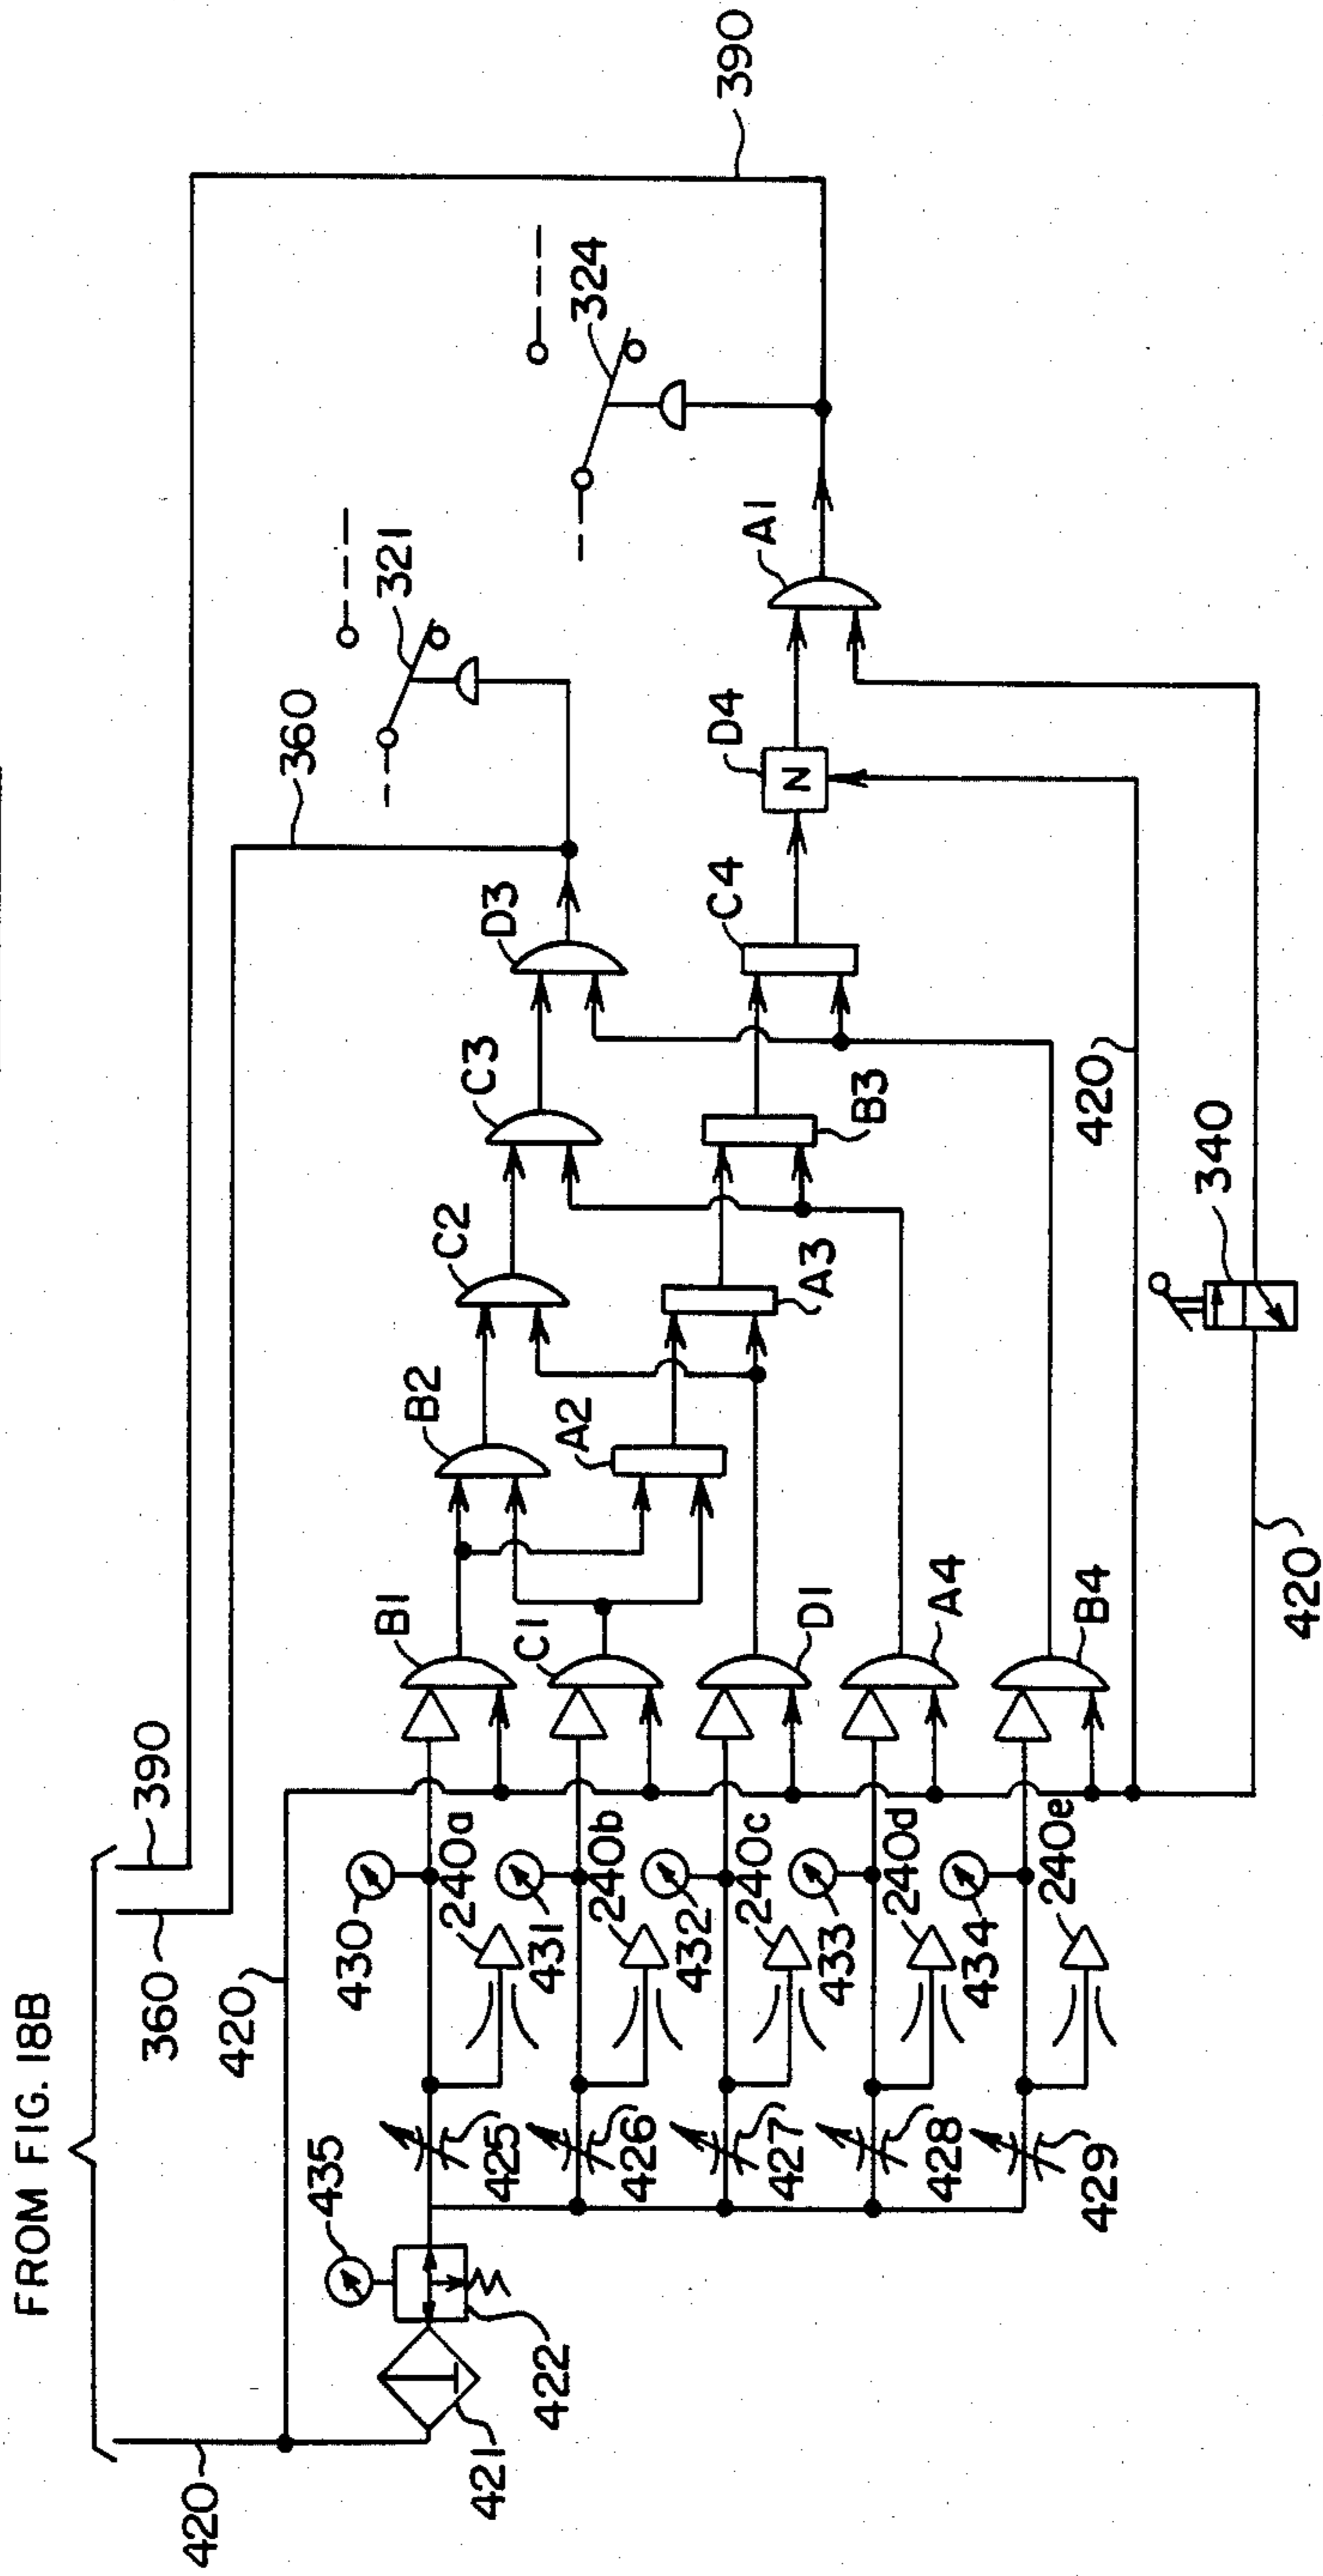 FROM FIG. 18B
420
360
390
420
435
421
422
425
426
427
428
429
430
240a
431
240b
432
240c
433
240d
434
240e
B1
C1
D1
A4
B4
B2
A2
C2
A3
C3
B3
D3
C4
D4
N
A1
360
321
324
390
420
340
420